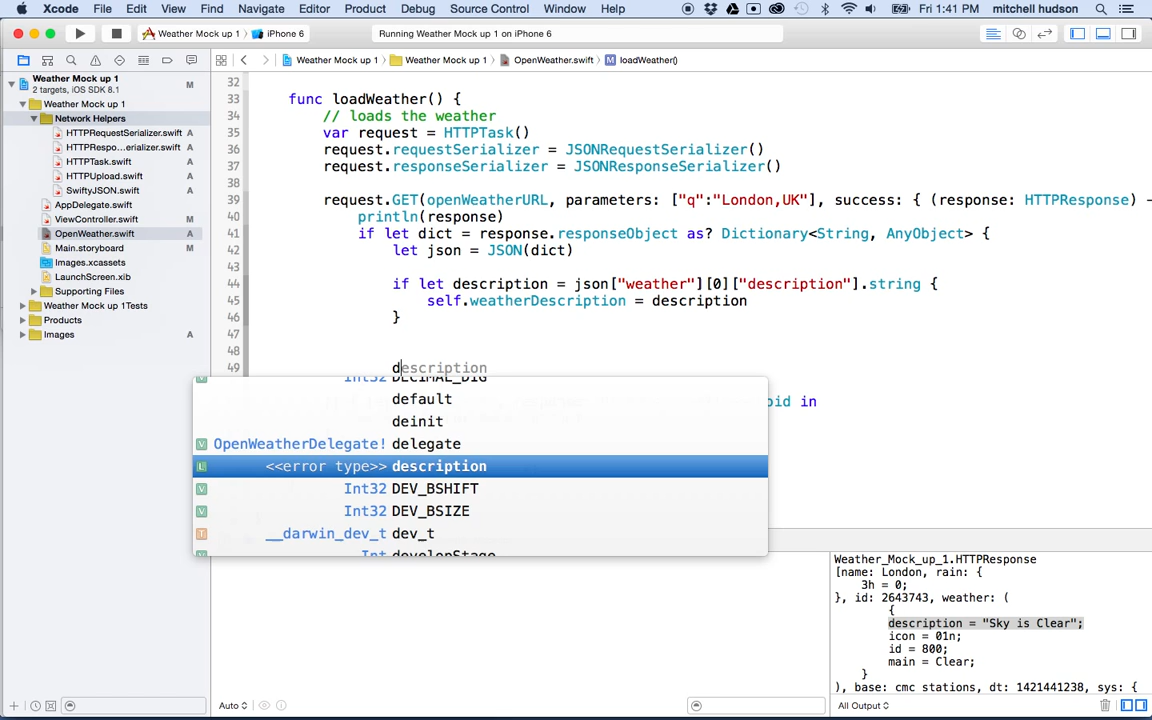 Xcode File Edit View Find Navigate Editor Product Debug Source Control Window Help Fri 1:41 PM mitchell hudson
Weather Mock up 1 iPhone 6 Running Weather Mock up 1 on iPhone 6
Weather Mock up 1 Weather Mock up 1 OpenWeather.swift M loadWeather()
Weather Mock up 1 M
2 targets, iOS SDK 8.1
Weather Mock up 1
Network Helpers
HTTPRequestSerializer.swift A
HTTPRespo...erializer.swift A
HTTPTask.swift A
HTTPUpload.swift A
SwiftyJSON.swift A
AppDelegate.swift
ViewController.swift M
OpenWeather.swift A
Main.storyboard M
Images.xcassets
LaunchScreen.xib
Supporting Files
Weather Mock up 1Tests
Products
Images A
32
33 func loadWeather() {
34 // loads the weather
35 var request = HTTPTask()
36 request.requestSerializer = JSONRequestSerializer()
37 request.responseSerializer = JSONResponseSerializer()
38
39 request.GET(openWeatherURL, parameters: ["q":"London,UK"], success: { (response: HTTPResponse) -
40 println(response)
41 if let dict = response.responseObject as? Dictionary<String, AnyObject> {
42 let json = JSON(dict)
43
44 if let description = json["weather"][0]["description"].string {
45 self.weatherDescription = description
46 }
47
48
49 description
Int32 DECIMAL_DIG
default
deinit
V OpenWeatherDelegate! delegate
L <<error type>> description
V Int32 DEV_BSHIFT
V Int32 DEV_BSIZE
T __darwin_dev_t dev_t
V Int developStage
oid in
Weather_Mock_up_1.HTTPResponse
[name: London, rain: {
3h = 0;
}, id: 2643743, weather: (
{
description = "Sky is Clear";
icon = 01n;
id = 800;
main = Clear;
}
), base: cmc stations, dt: 1421441238, sys: {
Auto All Output